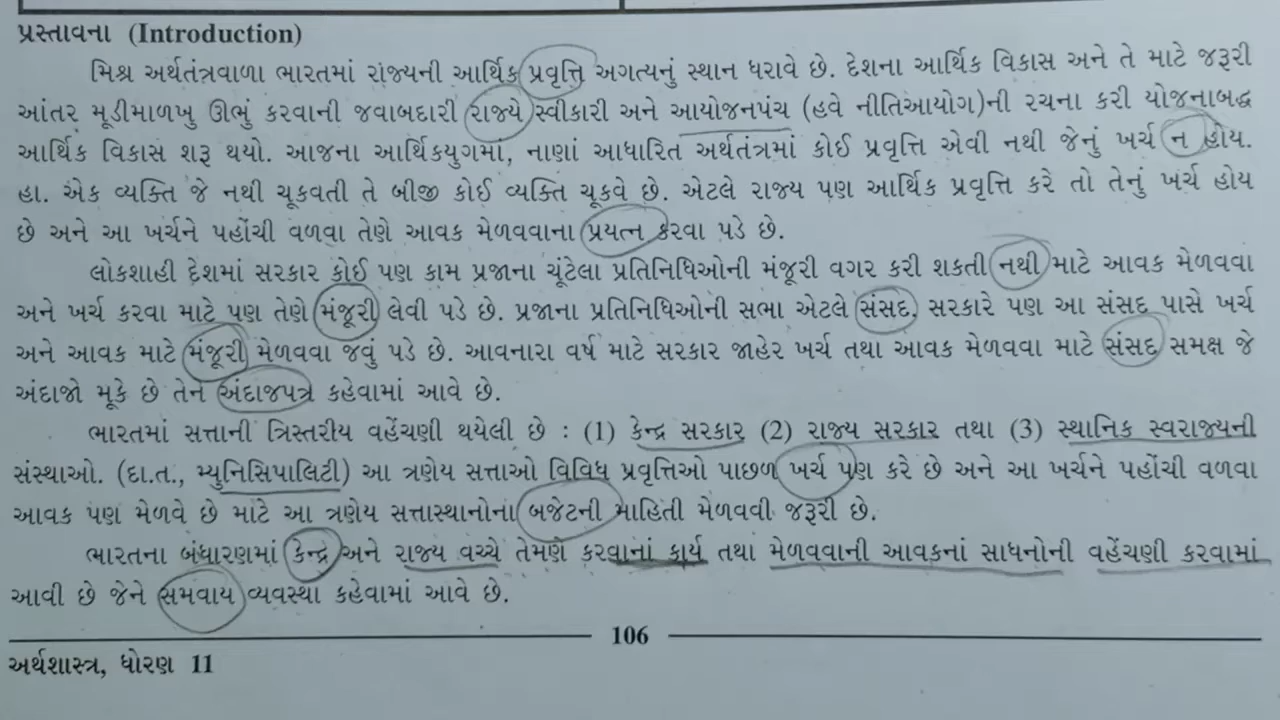 પ્રસ્તાવના (Introduction)
મિશ્ર અર્થતંત્રવાળા ભારતમાં રાજ્યની આર્થિક પ્રવૃત્તિ અગત્યનું સ્થાન ધરાવે છે. દેશના આર્થિક વિકાસ અને તે માટે જરૂરી
આંતર મૂડીમાળખુ ઊભું કરવાની જવાબદારી રાજ્યે સ્વીકારી અને આયોજનપંચ (હવે નીતિઆયોગ)ની રચના કરી યોજનાબદ્ધ
આર્થિક વિકાસ શરૂ થયો. આજના આર્થિકયુગમાં, નાણાં આધારિત અર્થતંત્રમાં કોઈ પ્રવૃત્તિ એવી નથી જેનું ખર્ચ ન હોય.
હા. એક વ્યક્તિ જે નથી ચૂકવતી તે બીજી કોઈ વ્યક્તિ ચૂકવે છે. એટલે રાજ્ય પણ આર્થિક પ્રવૃત્તિ કરે તો તેનું ખર્ચ હોય
છે અને આ ખર્ચને પહોંચી વળવા તેણે આવક મેળવવાના પ્રયત્ન કરવા પડે છે.
લોકશાહી દેશમાં સરકાર કોઈ પણ કામ પ્રજાના ચૂંટેલા પ્રતિનિધિઓની મંજૂરી વગર કરી શકતી નથી માટે આવક મેળવવા
અને ખર્ચ કરવા માટે પણ તેણે મંજૂરી લેવી પડે છે. પ્રજાના પ્રતિનિધિઓની સભા એટલે સંસદ. સરકારે પણ આ સંસદ પાસે ખર્ચ
અને આવક માટે મંજૂરી મેળવવા જવું પડે છે. આવનારા વર્ષ માટે સરકાર જાહેર ખર્ચ તથા આવક મેળવવા માટે સંસદ સમક્ષ જે
અંદાજો મૂકે છે તેને અંદાજપત્ર કહેવામાં આવે છે.
ભારતમાં સત્તાની ત્રિસ્તરીય વહેંચણી થયેલી છે : (1) કેન્દ્ર સરકાર (2) રાજ્ય સરકાર તથા (3) સ્થાનિક સ્વરાજ્યની
સંસ્થાઓ. (દા.ત., મ્યુનિસિપાલિટી) આ ત્રણેય સત્તાઓ વિવિધ પ્રવૃત્તિઓ પાછળ ખર્ચ પણ કરે છે અને આ ખર્ચને પહોંચી વળવા
આવક પણ મેળવે છે માટે આ ત્રણેય સત્તાસ્થાનોના બજેટની માહિતી મેળવવી જરૂરી છે.
ભારતના બંધારણમાં કેન્દ્ર અને રાજ્ય વચ્ચે તેમણે કરવાનાં કાર્ય તથા મેળવવાની આવકનાં સાધનોની વહેંચણી કરવામાં
આવી છે જેને સમવાય વ્યવસ્થા કહેવામાં આવે છે.
106
અર્થશાસ્ત્ર, ધોરણ 11